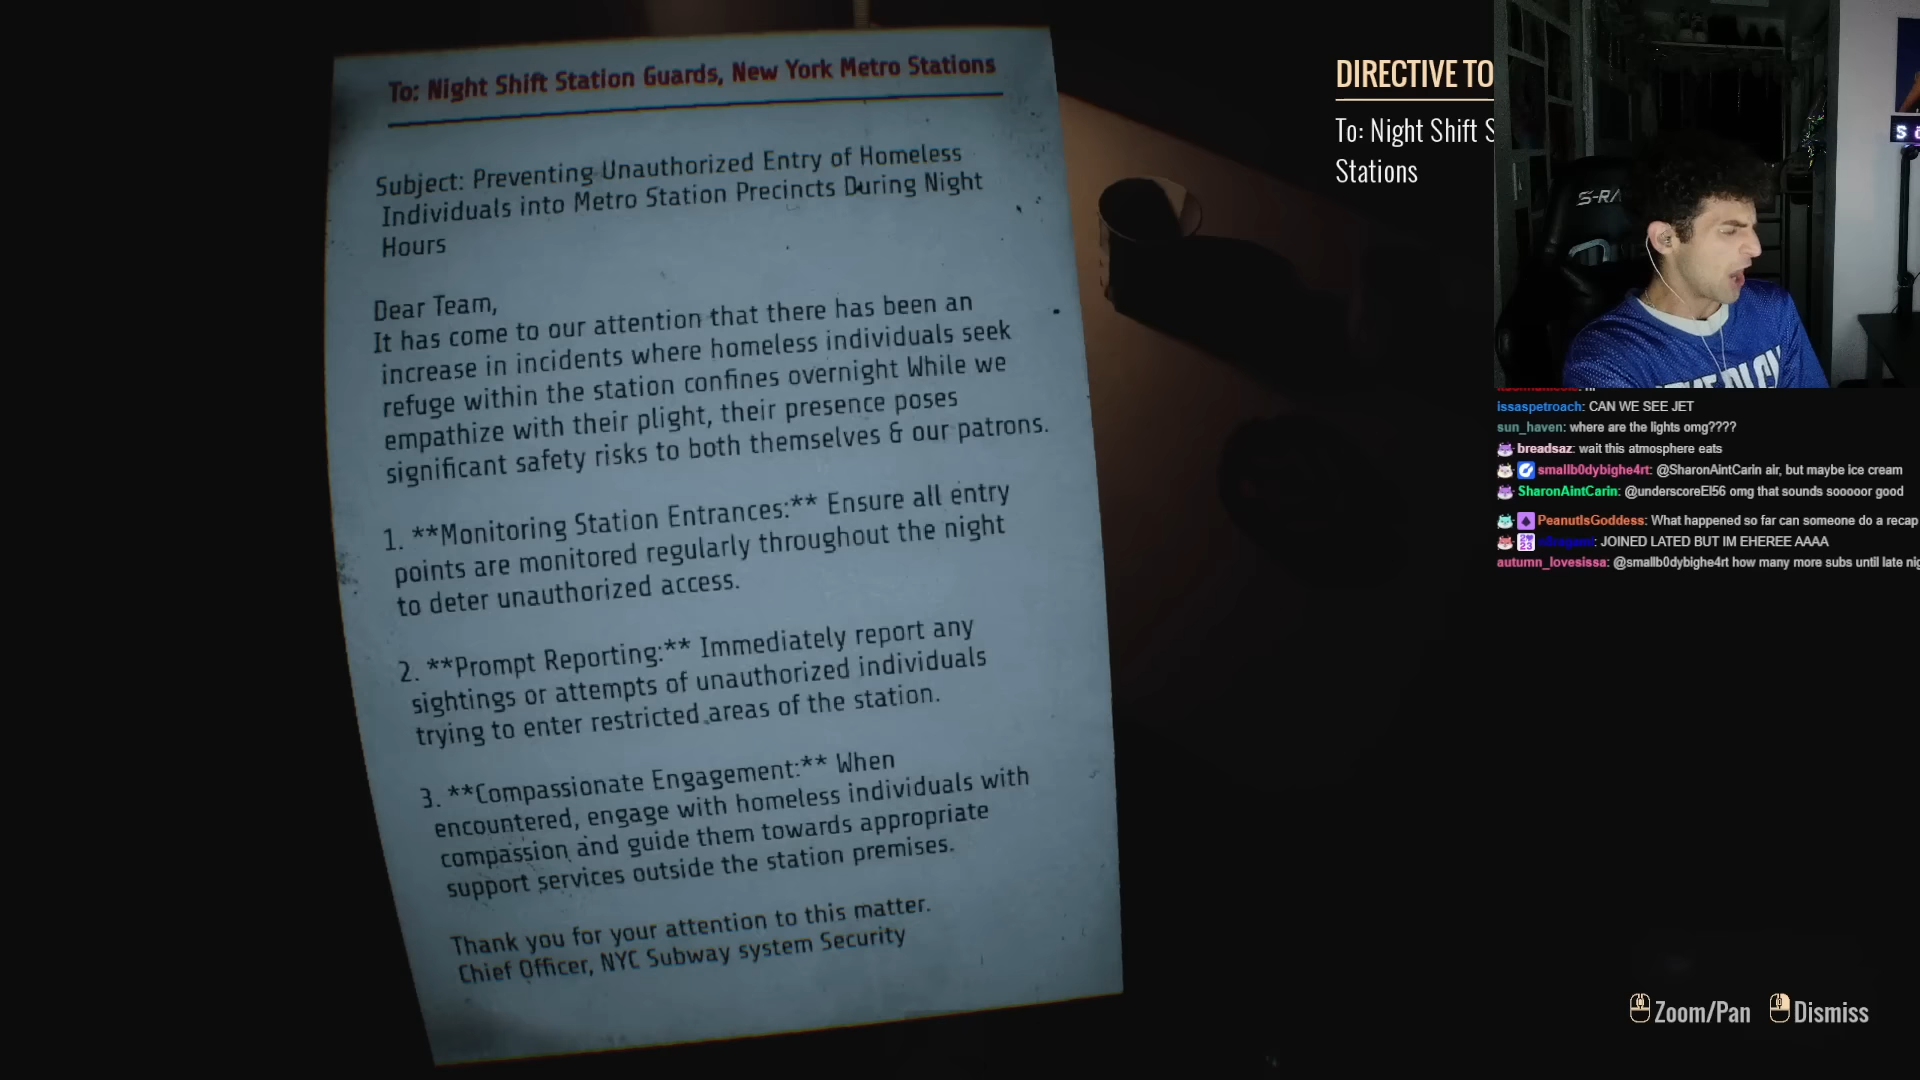 To: Night Shift Station Guards, New York Metro Stations
Subject: Preventing Unauthorized Entry of Homeless
Individuals into Metro Station Precincts During Night
Hours
Dear Team,
It has come to our attention that there has been an
increase in incidents where homeless individuals seek
refuge within the station confines overnight While we
empathize with their plight, their presence poses
significant safety risks to both themselves & our patrons.
1. **Monitoring Station Entrances:** Ensure all entry
points are monitored regularly throughout the night
to deter unauthorized access.
2. **Prompt Reporting:** Immediately report any
sightings or attempts of unauthorized individuals
trying to enter restricted areas of the station.
3. **Compassionate Engagement:** When
encountered, engage with homeless individuals with
compassion and guide them towards appropriate
support services outside the station premises.
Thank you for your attention to this matter.
Chief Officer, NYC Subway system Security
DIRECTIVE TO
To: Night Shift S
Stations
S-RA
issaspetroach: CAN WE SEE JET
sun_haven: where are the lights omg????
breadsaz: wait this atmosphere eats
smallb0dybighe4rt: @SharonAintCarin air, but maybe ice cream
SharonAintCarin: @underscoreEl56 omg that sounds sooooor good
PeanutIsGoddess: What happened so far can someone do a recap
: JOINED LATED BUT IM EHEREE AAAA
autumn_lovesissa: @smallb0dybighe4rt how many more subs until late nig
Zoom/Pan
Dismiss